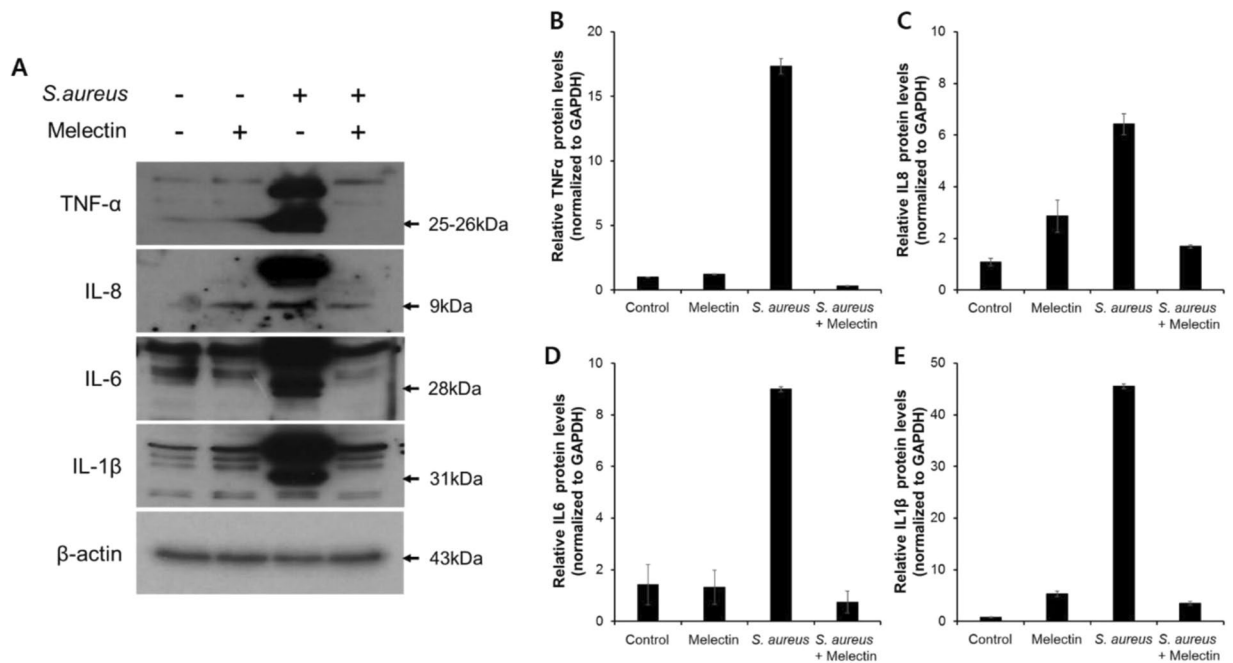 A
S.aureus - - + +
Melectin - + - +
TNF-α
25-26kDa
IL-8
9kDa
IL-6
28kDa
IL-1β
31kDa
β-actin
43kDa
B
Relative TNFα protein levels
(normalized to GAPDH)
20
15
10
5
0
Control
Melectin
S. aureus
S. aureus
+ Melectin
C
Relative IL8 protein levels
(normalized to GAPDH)
10
8
6
4
2
0
Control
Melectin
S. aureus
S. aureus
+ Melectin
D
Relative IL6 protein levels
(normalized to GAPDH)
10
8
6
4
2
0
Control
Melectin
S. aureus
S. aureus
+ Melectin
E
Relative IL1β protein levels
(normalized to GAPDH)
50
40
30
20
10
0
Control
Melectin
S. aureus
S. aureus
+ Melectin